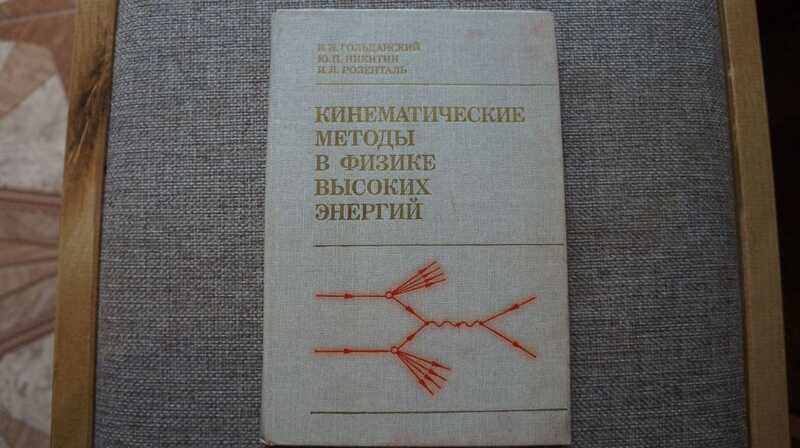 В. И. ГОЛЬДАНСКИЙ
Ю. П. НИКИТИН
И. Л. РОЗЕНТАЛЬ
КИНЕМАТИЧЕСКИЕ
МЕТОДЫ
В ФИЗИКЕ
ВЫСОКИХ
ЭНЕРГИЙ